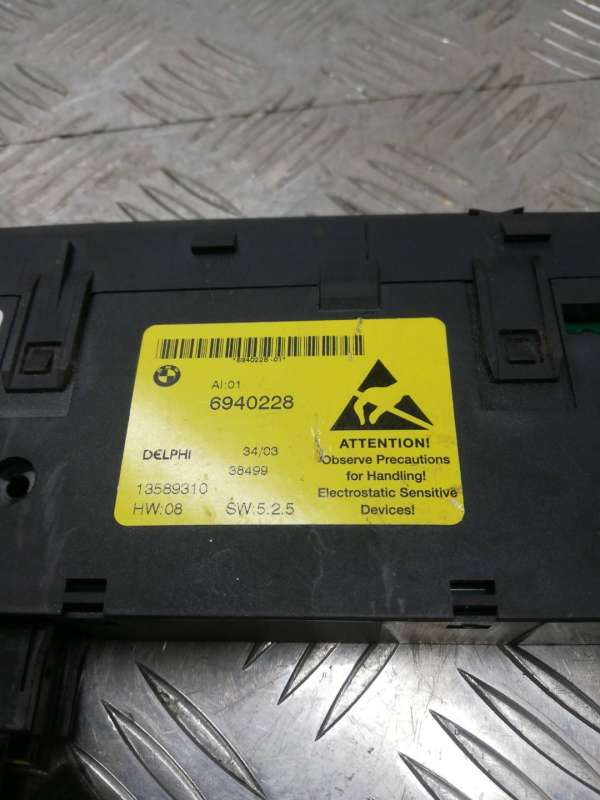 *6940228-01*
AI:01
6940228
DELPHI
34/03
38499
13589310
HW:08
SW:5.2.5
ATTENTION!
Observe Precautions
for Handling!
Electrostatic Sensitive
Devices!